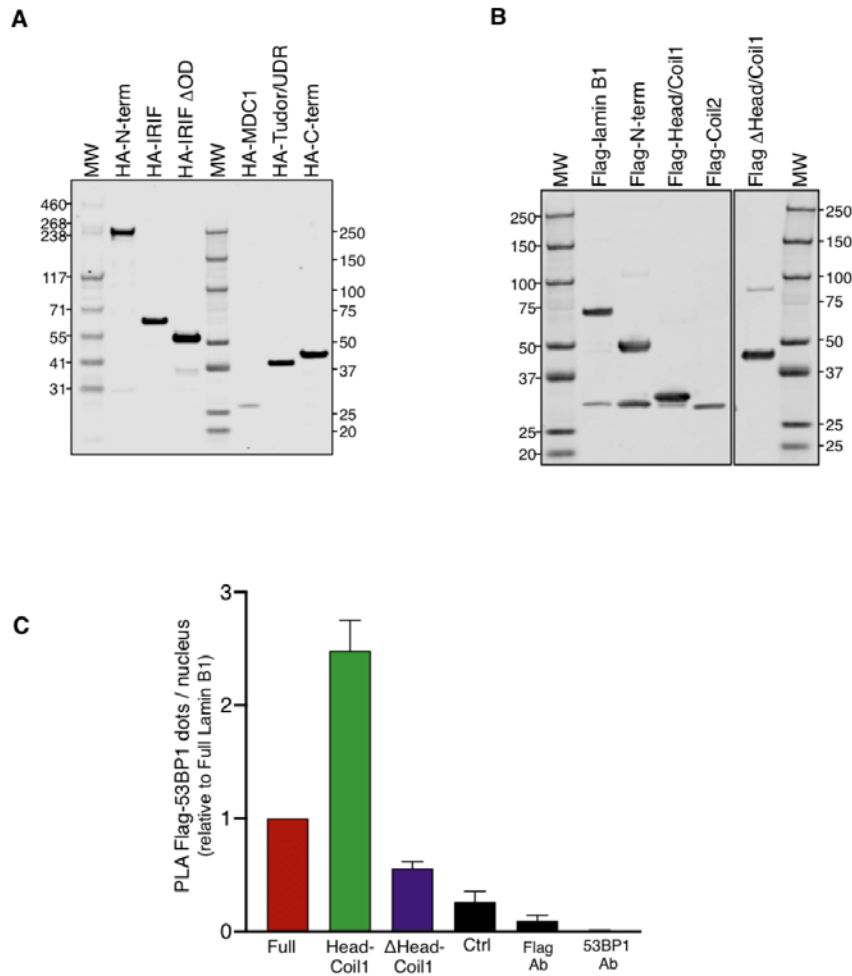 A
MW
HA-N-term
HA-IRIF
HA-IRIF ΔOD
MW
HA-MDC1
HA-Tudor/UDR
HA-C-term
460
268
238
117
71
55
41
31
250
150
100
75
50
37
25
20
B
MW
Flag-lamin B1
Flag-N-term
Flag-Head/Coil1
Flag-Coil2
Flag ΔHead/Coil1
MW
250
150
100
75
50
37
25
20
250
150
100
75
50
37
25
25
C
PLA Flag-53BP1 dots / nucleus
(relative to Full Lamin B1)
3
2
1
0
Full
Head-
Coil1
ΔHead-
Coil1
Ctrl
Flag
Ab
53BP1
Ab